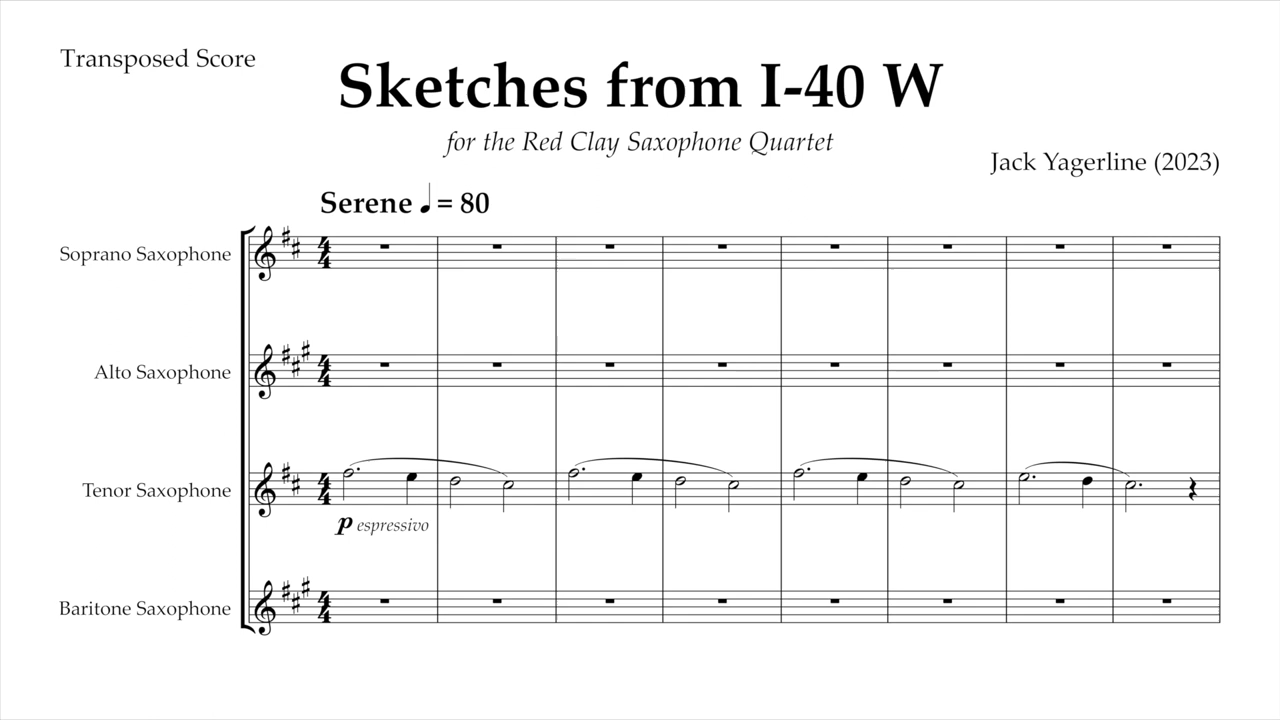 Transposed Score
Sketches from I-40 W
for the Red Clay Saxophone Quartet
Jack Yagerline (2023)
Serene ♩ = 80
Soprano Saxophone
Alto Saxophone
Tenor Saxophone
p espressivo
Baritone Saxophone